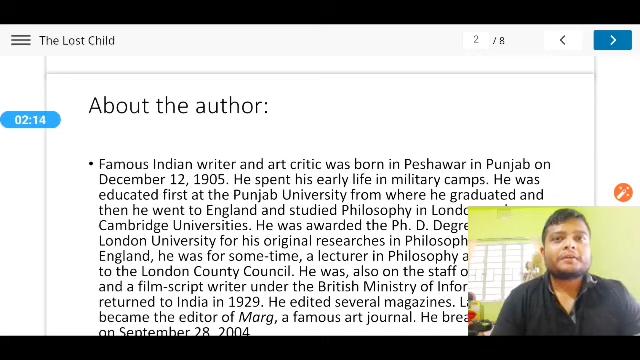 The Lost Child
2 / 8
About the author:
02:14
• Famous Indian writer and art critic was born in Peshawar in Punjab on
December 12, 1905. He spent his early life in military camps. He was
educated first at the Punjab University from where he graduated and
then he went to England and studied Philosophy in London
Cambridge Universities. He was awarded the Ph. D. Degre
London University for his original researches in Philosoph
England, he was for some-time, a lecturer in Philosophy a
to the London County Council. He was, also on the staff o
and a film-script writer under the British Ministry of Infor
returned to India in 1929. He edited several magazines. La
became the editor of Marg, a famous art journal. He brea
on September 28, 2004